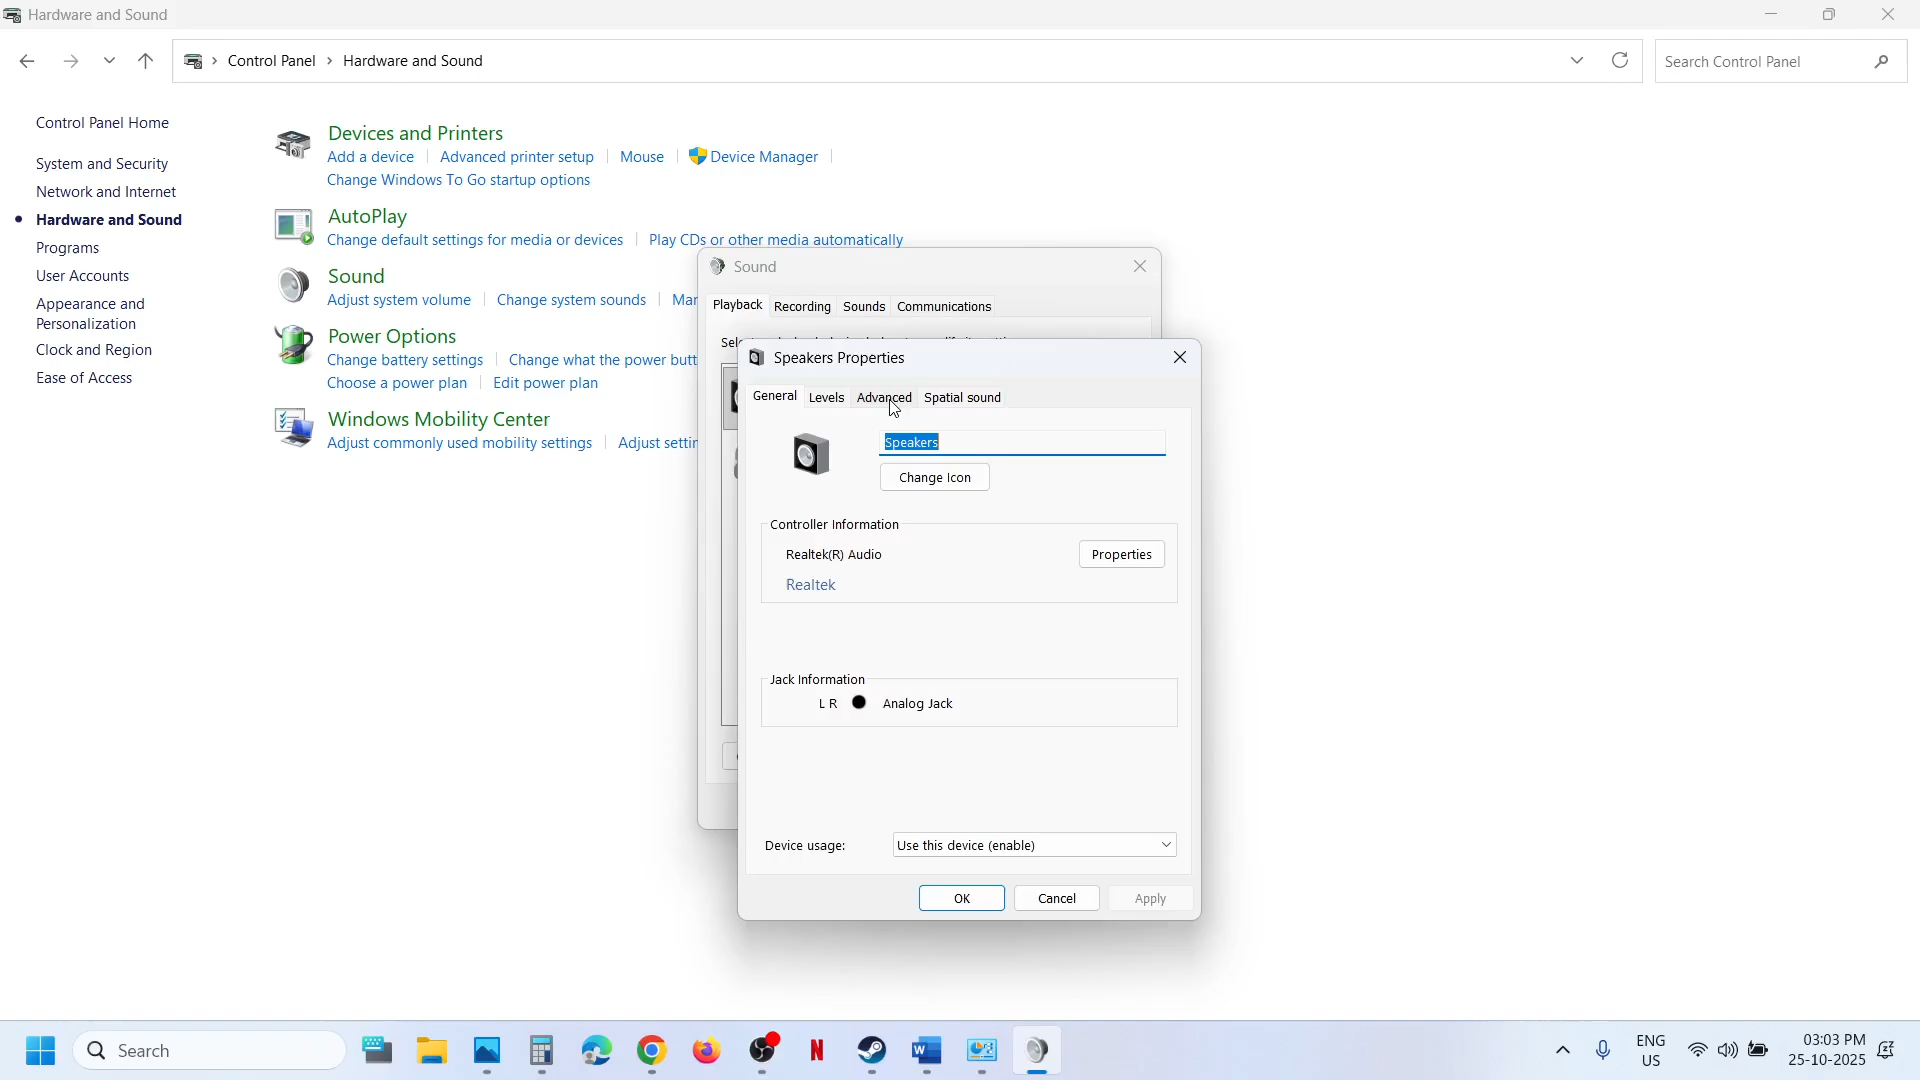 Hardware and Sound
Control Panel > Hardware and Sound
Search Control Panel
Control Panel Home
System and Security
Network and Internet
Hardware and Sound
Programs
User Accounts
Appearance and
Personalization
Clock and Region
Ease of Access
Devices and Printers
Add a device Advanced printer setup Mouse Device Manager
Change Windows To Go startup options
AutoPlay
Change default settings for media or devices Play CDs or other media automatically
Sound
Adjust system volume Change system sounds
Power Options
Change battery settings Change what the power
Choose a power plan Edit power plan
Windows Mobility Center
Adjust commonly used mobility settings Adjust
Sound
Playback Recording Sounds Communications
Speakers Properties
General Levels Advanced Spatial sound
Speakers
Change Icon
Controller Information
Realtek(R) Audio Properties
Realtek
Jack Information
L R Analog Jack
Device usage: Use this device (enable)
OK Cancel Apply
Search
ENG
US
03:03 PM
25-10-2025